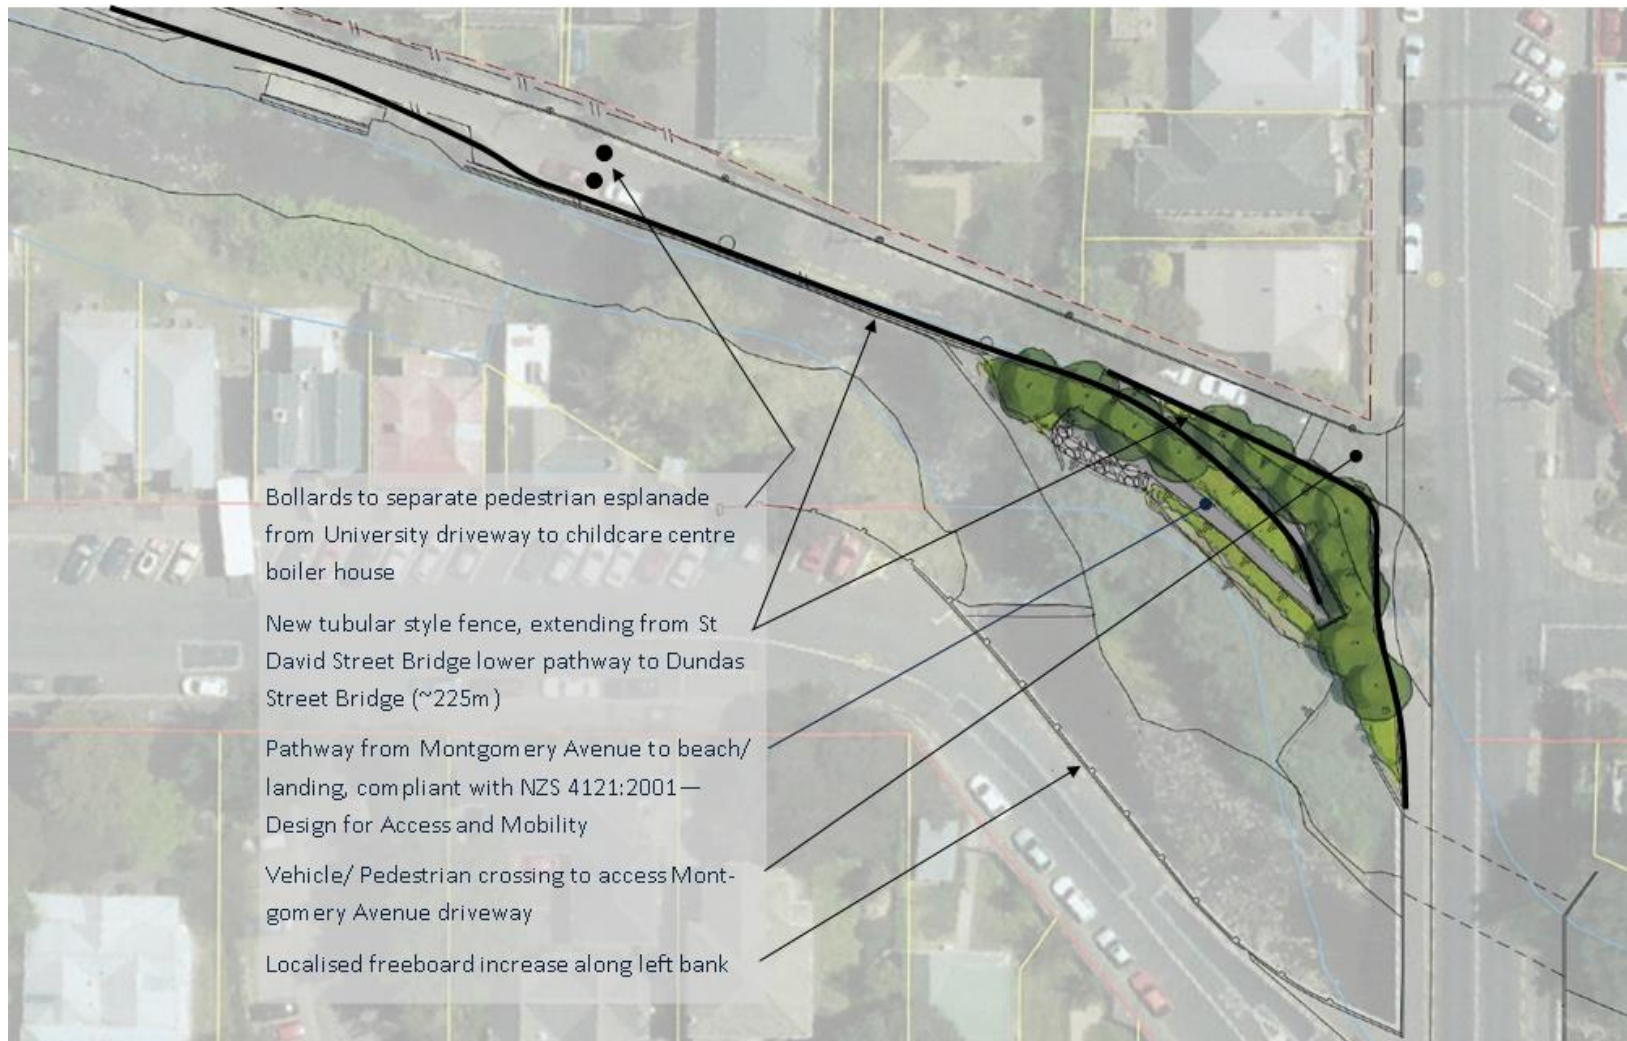 Bollards to separate pedestrian esplanade
from University driveway to childcare centre
boiler house
New tubular style fence, extending from St
David Street Bridge lower pathway to Dundas
Street Bridge (~225m)
Pathway from Montgomery Avenue to beach/
landing, compliant with NZS 4121:2001—
Design for Access and Mobility
Vehicle/ Pedestrian crossing to access Mont-
gomery Avenue driveway
Localised freeboard increase along left bank